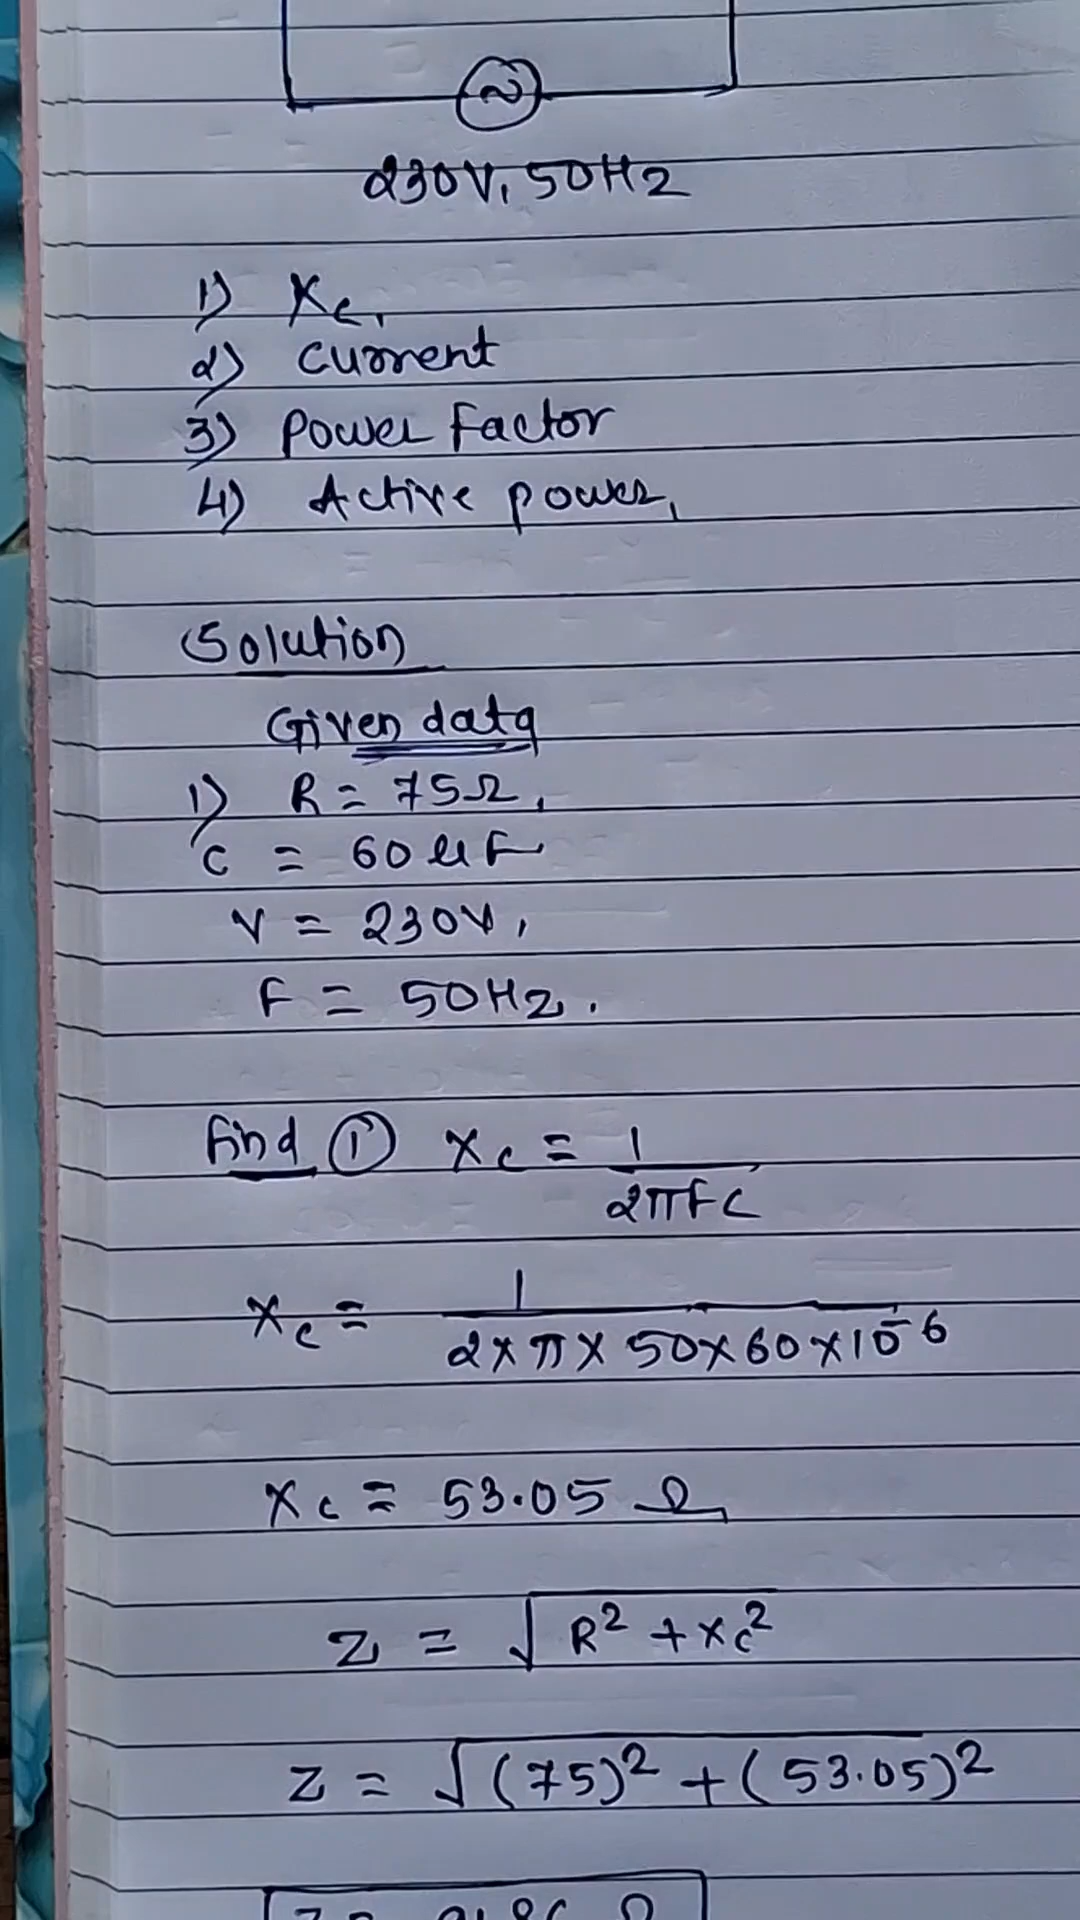 ~
230V, 50Hz
1) Xc,
2) Current
3) Power Factor
4) Active power,
Solution
Given data
1) R = 75Ω,
C = 60 μF
V = 230V,
F = 50Hz.
Find ① Xc = 1
2πFC
Xc = 1
2 × π × 50 × 60 × 10⁻⁶
Xc = 53.05 Ω
Z = √R² + Xc²
Z = √(75)² + (53.05)²